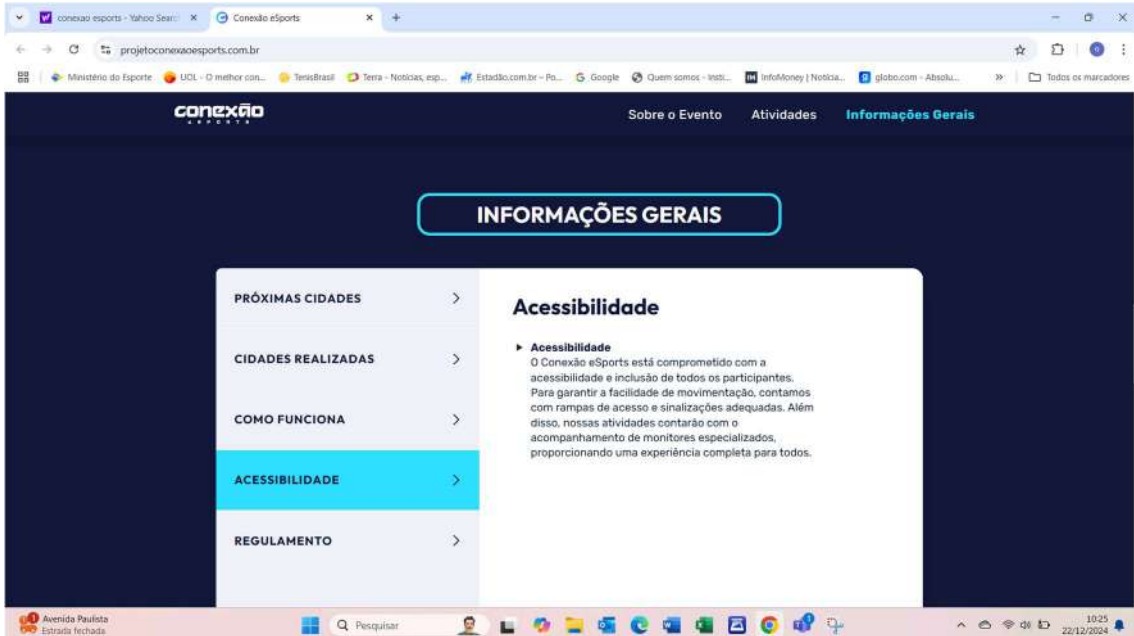 conexao esports - Yahoo Sear
Conexão eSports
projetoconexaoesports.com.br
Ministério do Esporte
UOL - O melhor con...
TenisBrasil
Terra - Notícias, esp...
Estadão.com.br – Po...
Google
Quem somos - Insti...
InfoMoney | Notícia...
globo.com - Absolu...
Todos os marcadores
conexão
ESPORTS
Sobre o Evento
Atividades
Informações Gerais
INFORMAÇÕES GERAIS
PRÓXIMAS CIDADES
CIDADES REALIZADAS
COMO FUNCIONA
ACESSIBILIDADE
REGULAMENTO
Acessibilidade
Acessibilidade
O Conexão eSports está comprometido com a
acessibilidade e inclusão de todos os participantes.
Para garantir a facilidade de movimentação, contamos
com rampas de acesso e sinalizações adequadas. Além
disso, nossas atividades contarão com o
acompanhamento de monitores especializados,
proporcionando uma experiência completa para todos.
Avenida Paulista
Estrada fechada
Pesquisar
10:25
22/12/2024